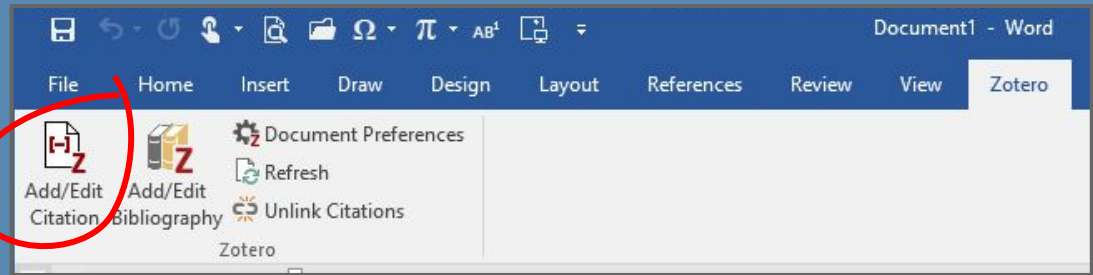 Ω π AB¹ Document1 - Word
File Home Insert Draw Design Layout References Review View Zotero
[-] Z Z Z Document Preferences
Refresh
Add/Edit Add/Edit
Citation Bibliography Unlink Citations
Zotero